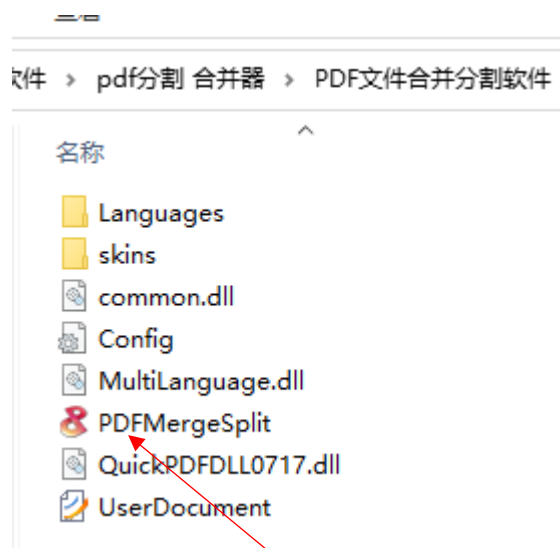 软件 > pdf分割 合并器 > PDF文件合并分割软件
名称
Languages
skins
common.dll
Config
MultiLanguage.dll
PDFMergeSplit
QuickPDFDLL0717.dll
UserDocument